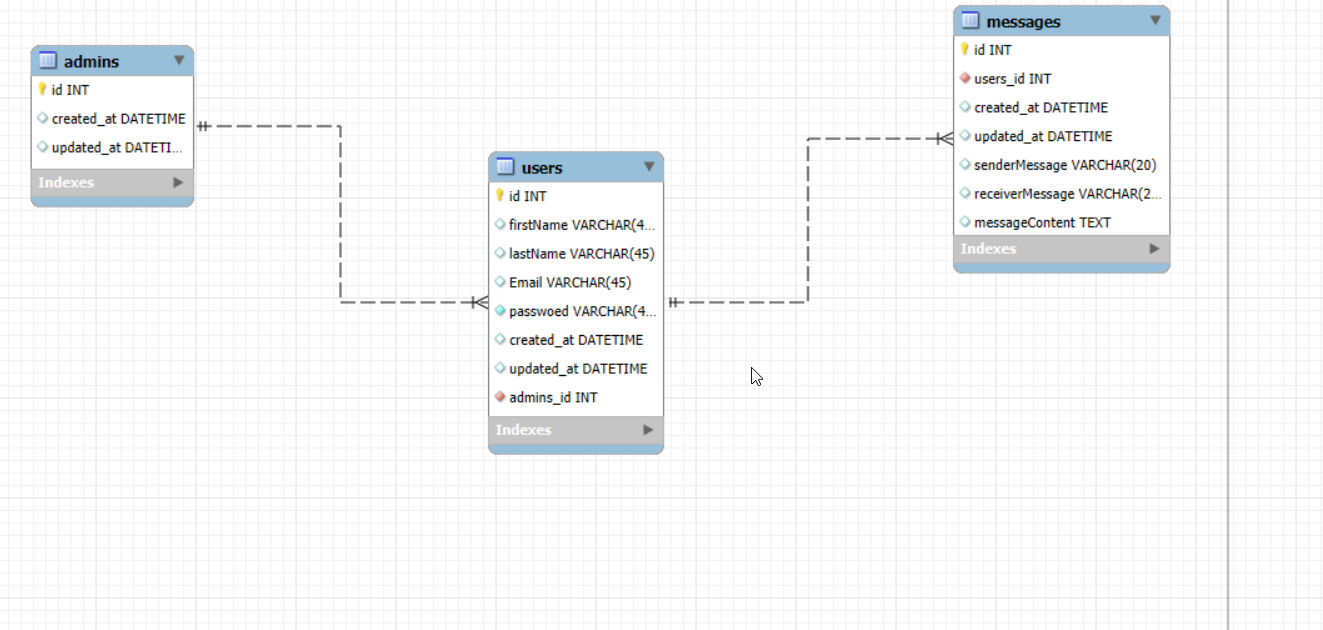 admins
id INT
created_at DATETIME
updated_at DATETI...
Indexes
users
id INT
firstName VARCHAR(4...
lastName VARCHAR(45)
Email VARCHAR(45)
passwoed VARCHAR(4...
created_at DATETIME
updated_at DATETIME
admins_id INT
Indexes
messages
id INT
users_id INT
created_at DATETIME
updated_at DATETIME
senderMessage VARCHAR(20)
receiverMessage VARCHAR(2...
messageContent TEXT
Indexes